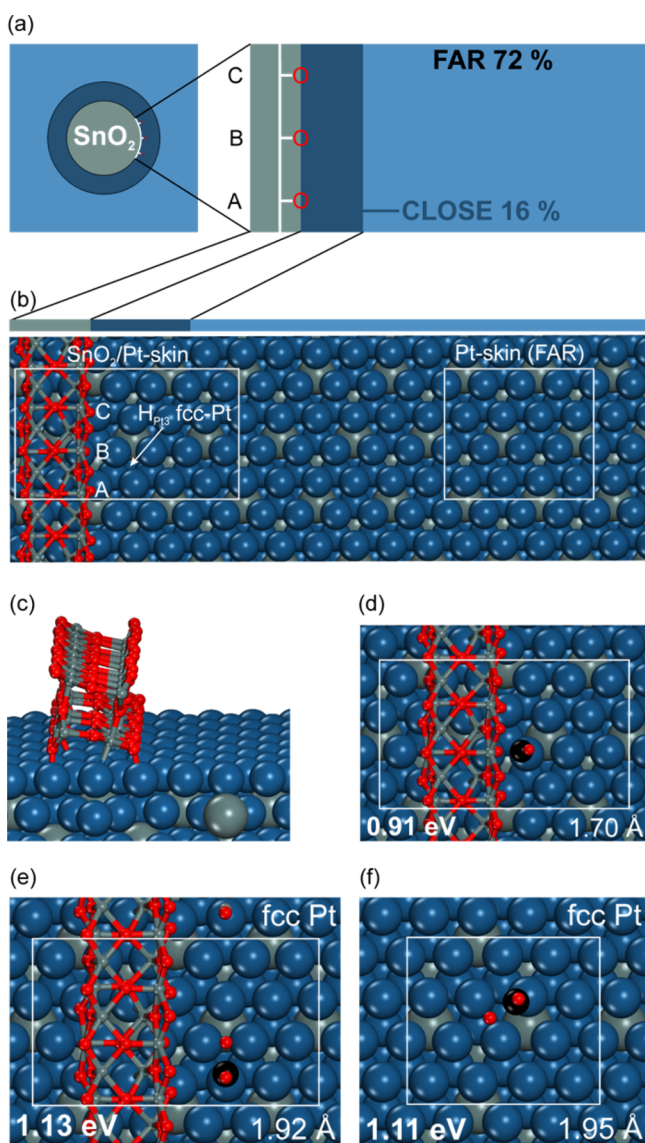 (a)
SnO₂
C
B
A
FAR 72 %
CLOSE 16 %
(b)
SnO₂/Pt-skin
Pt-skin (FAR)
C
H_Pt3 fcc-Pt
B
A
(c)
(d)
0.91 eV
1.70 Å
(e)
fcc Pt
1.13 eV
1.92 Å
(f)
fcc Pt
1.11 eV
1.95 Å